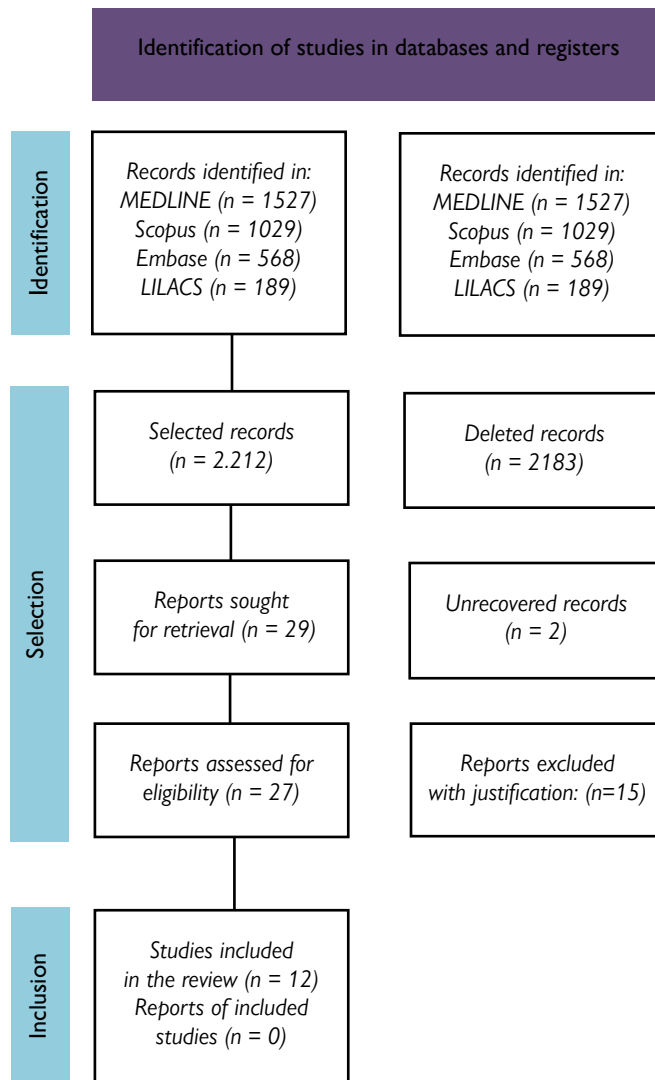 Identification of studies in databases and registers
Identification
Records identified in:
MEDLINE (n = 1527)
Scopus (n = 1029)
Embase (n = 568)
LILACS (n = 189)
Records identified in:
MEDLINE (n = 1527)
Scopus (n = 1029)
Embase (n = 568)
LILACS (n = 189)
Selection
Selected records
(n = 2.212)
Deleted records
(n = 2183)
Reports sought
for retrieval (n = 29)
Unrecovered records
(n = 2)
Reports assessed for
eligibility (n = 27)
Reports excluded
with justification: (n=15)
Inclusion
Studies included
in the review (n = 12)
Reports of included
studies (n = 0)